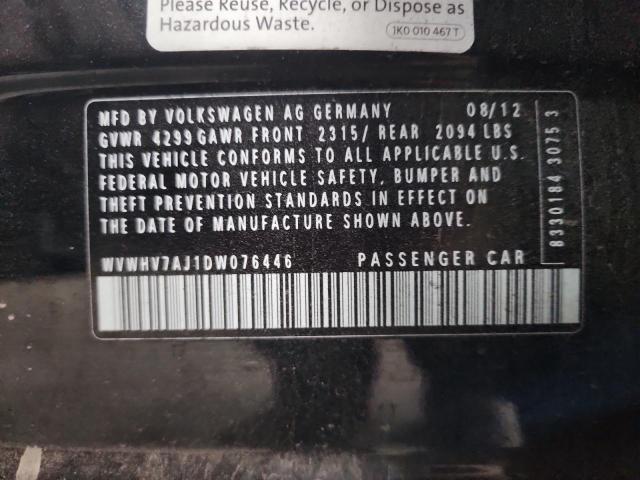 Please Reuse, Recycle, or Dispose as
Hazardous Waste.
1K0 010 467 T
MFD BY VOLKSWAGEN AG GERMANY 08/12
GVWR 4299 GAWR FRONT 2315/ REAR 2094 LBS
THIS VEHICLE CONFORMS TO ALL APPLICABLE U.S.
FEDERAL MOTOR VEHICLE SAFETY, BUMPER AND
THEFT PREVENTION STANDARDS IN EFFECT ON
THE DATE OF MANUFACTURE SHOWN ABOVE.
WVWHV7AJ1DW076446 PASSENGER CAR
8330184 3075 3